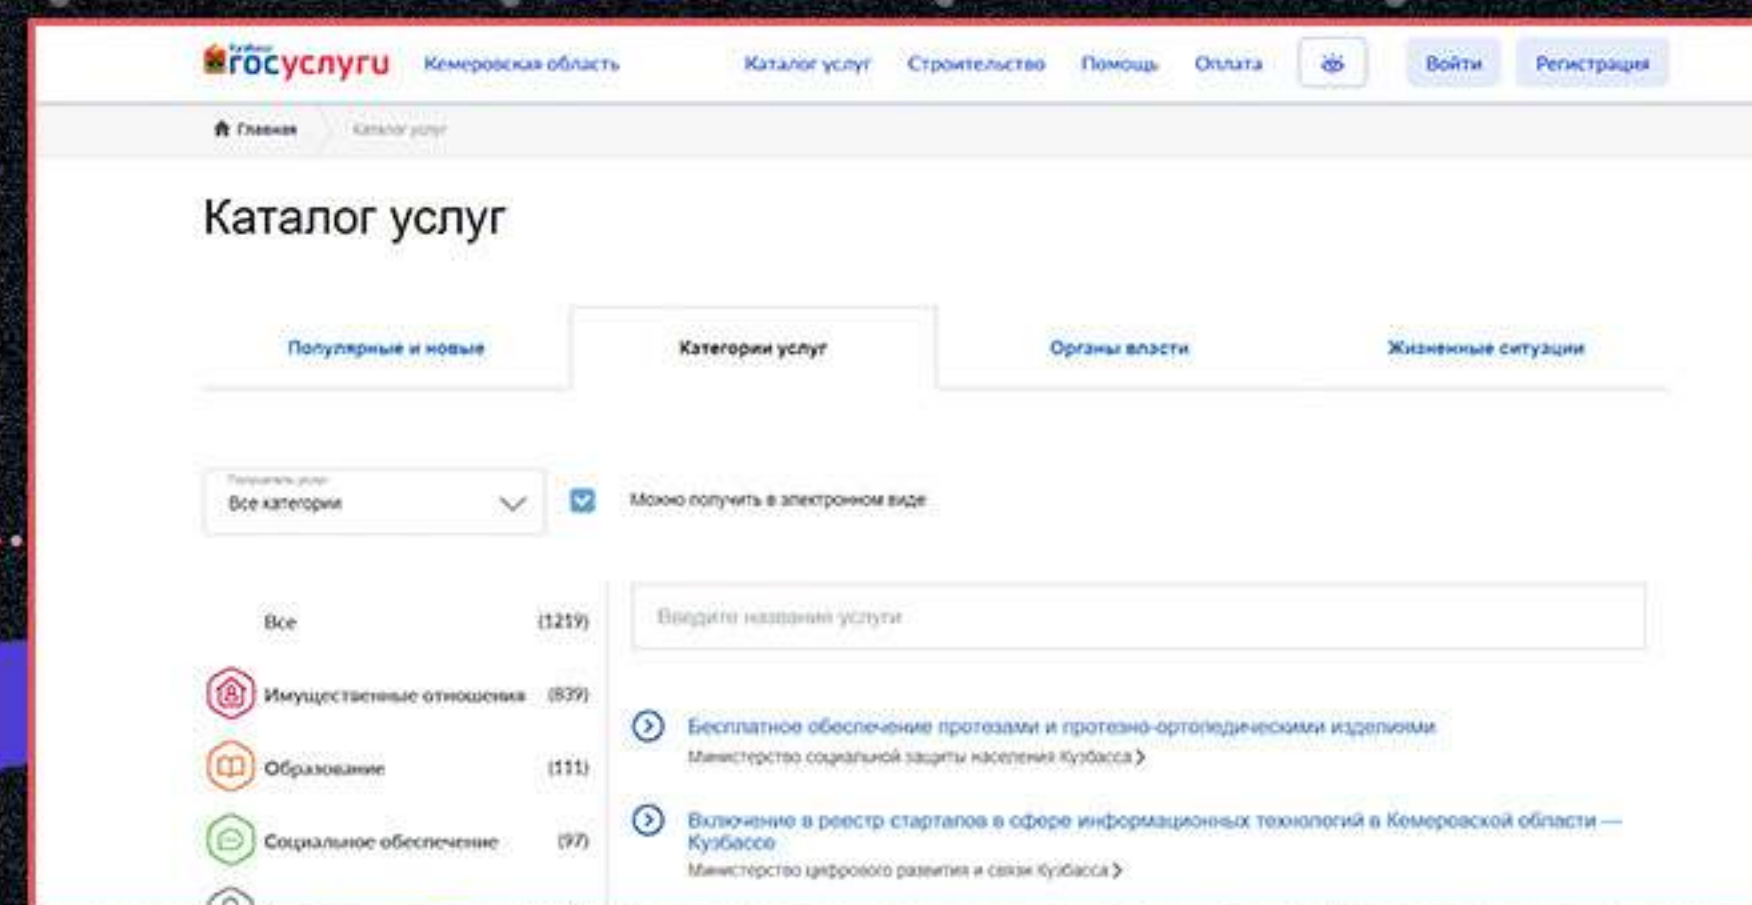 госуслуги
Кемеровская область
Каталог услуг
Строительство
Помощь
Оплата
Войти
Регистрация
Главная
Каталог услуг
Каталог услуг
Популярные и новые
Категории услуг
Органы власти
Жизненные ситуации
Все категории
Можно получить в электронном виде
Все (1219)
Введите название услуги
Имущественные отношения (839)
Бесплатное обеспечение протезами и протезно-ортопедическими изделиями
Министерство социальной защиты населения Кузбасса
Образование (111)
Включение в реестр стартапов в сфере информационных технологий в Кемеровской области —
Кузбассе
Социальное обеспечение (97)
Министерство цифрового развития и связи Кузбасса